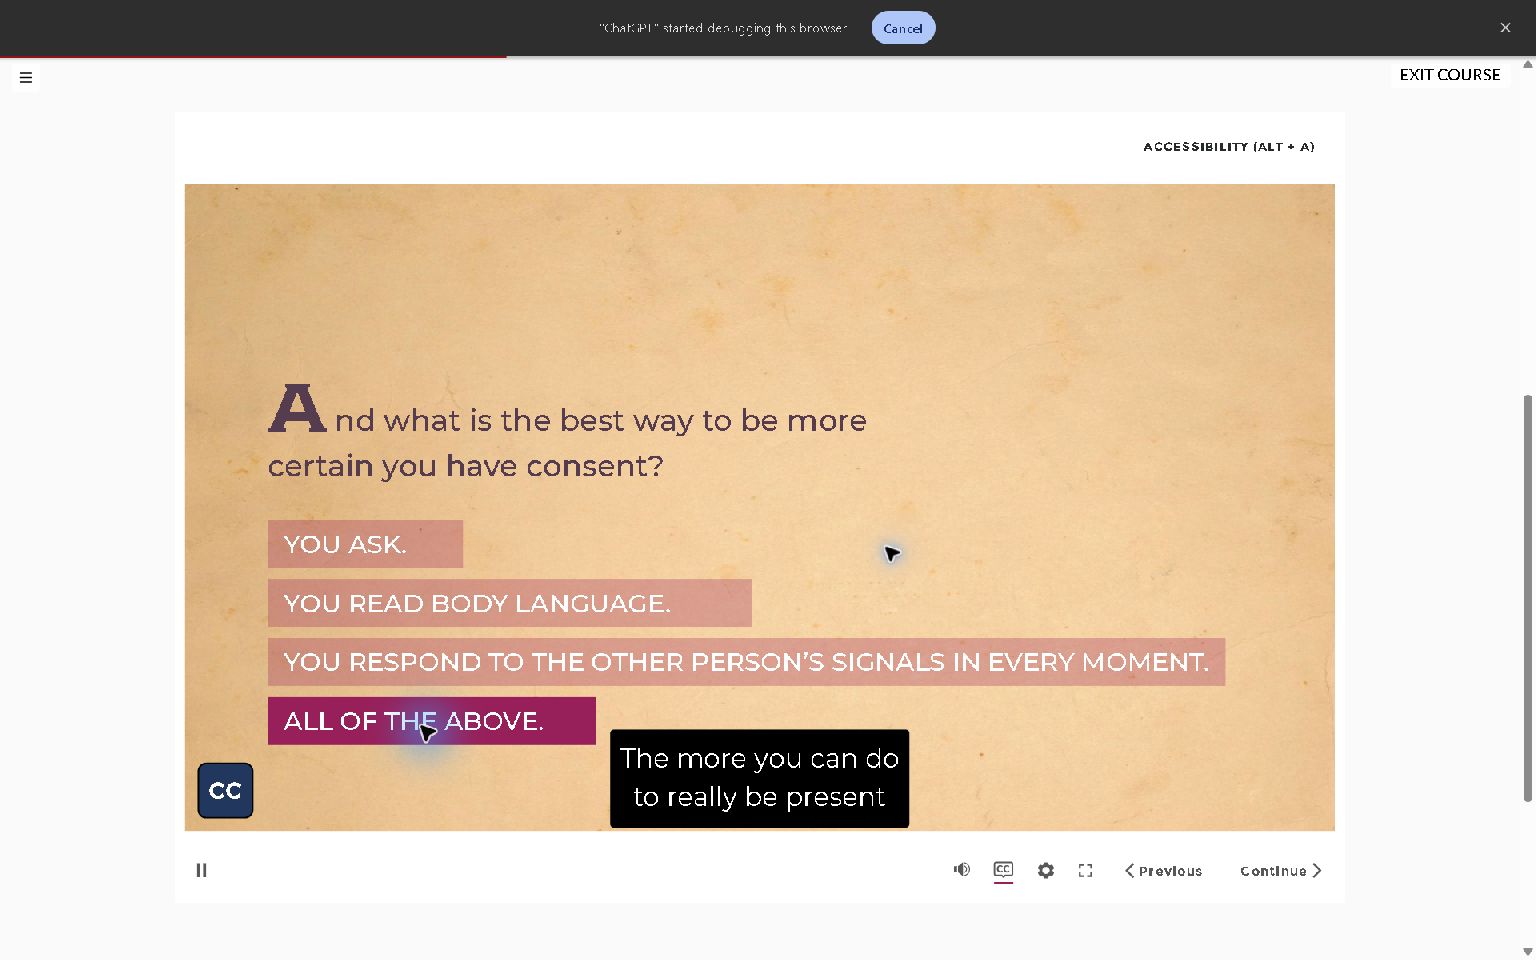 "ChatGPT" started debugging this browser
Cancel
EXIT COURSE
ACCESSIBILITY (ALT + A)
And what is the best way to be more
certain you have consent?
YOU ASK.
YOU READ BODY LANGUAGE.
YOU RESPOND TO THE OTHER PERSON'S SIGNALS IN EVERY MOMENT.
ALL OF THE ABOVE.
The more you can do
to really be present
CC
CC
Previous
Continue